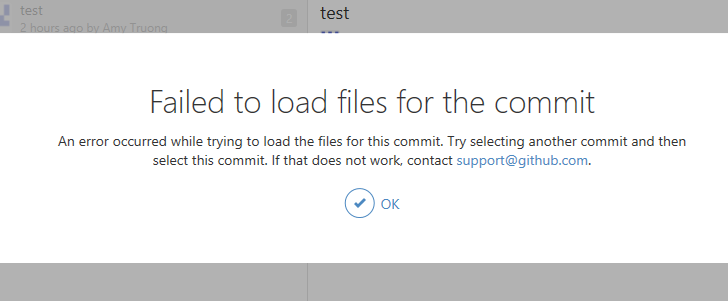 test
2 hours ago by Amy Truong
2
test
Failed to load files for the commit
An error occurred while trying to load the files for this commit. Try selecting another commit and then
select this commit. If that does not work, contact support@github.com.
OK